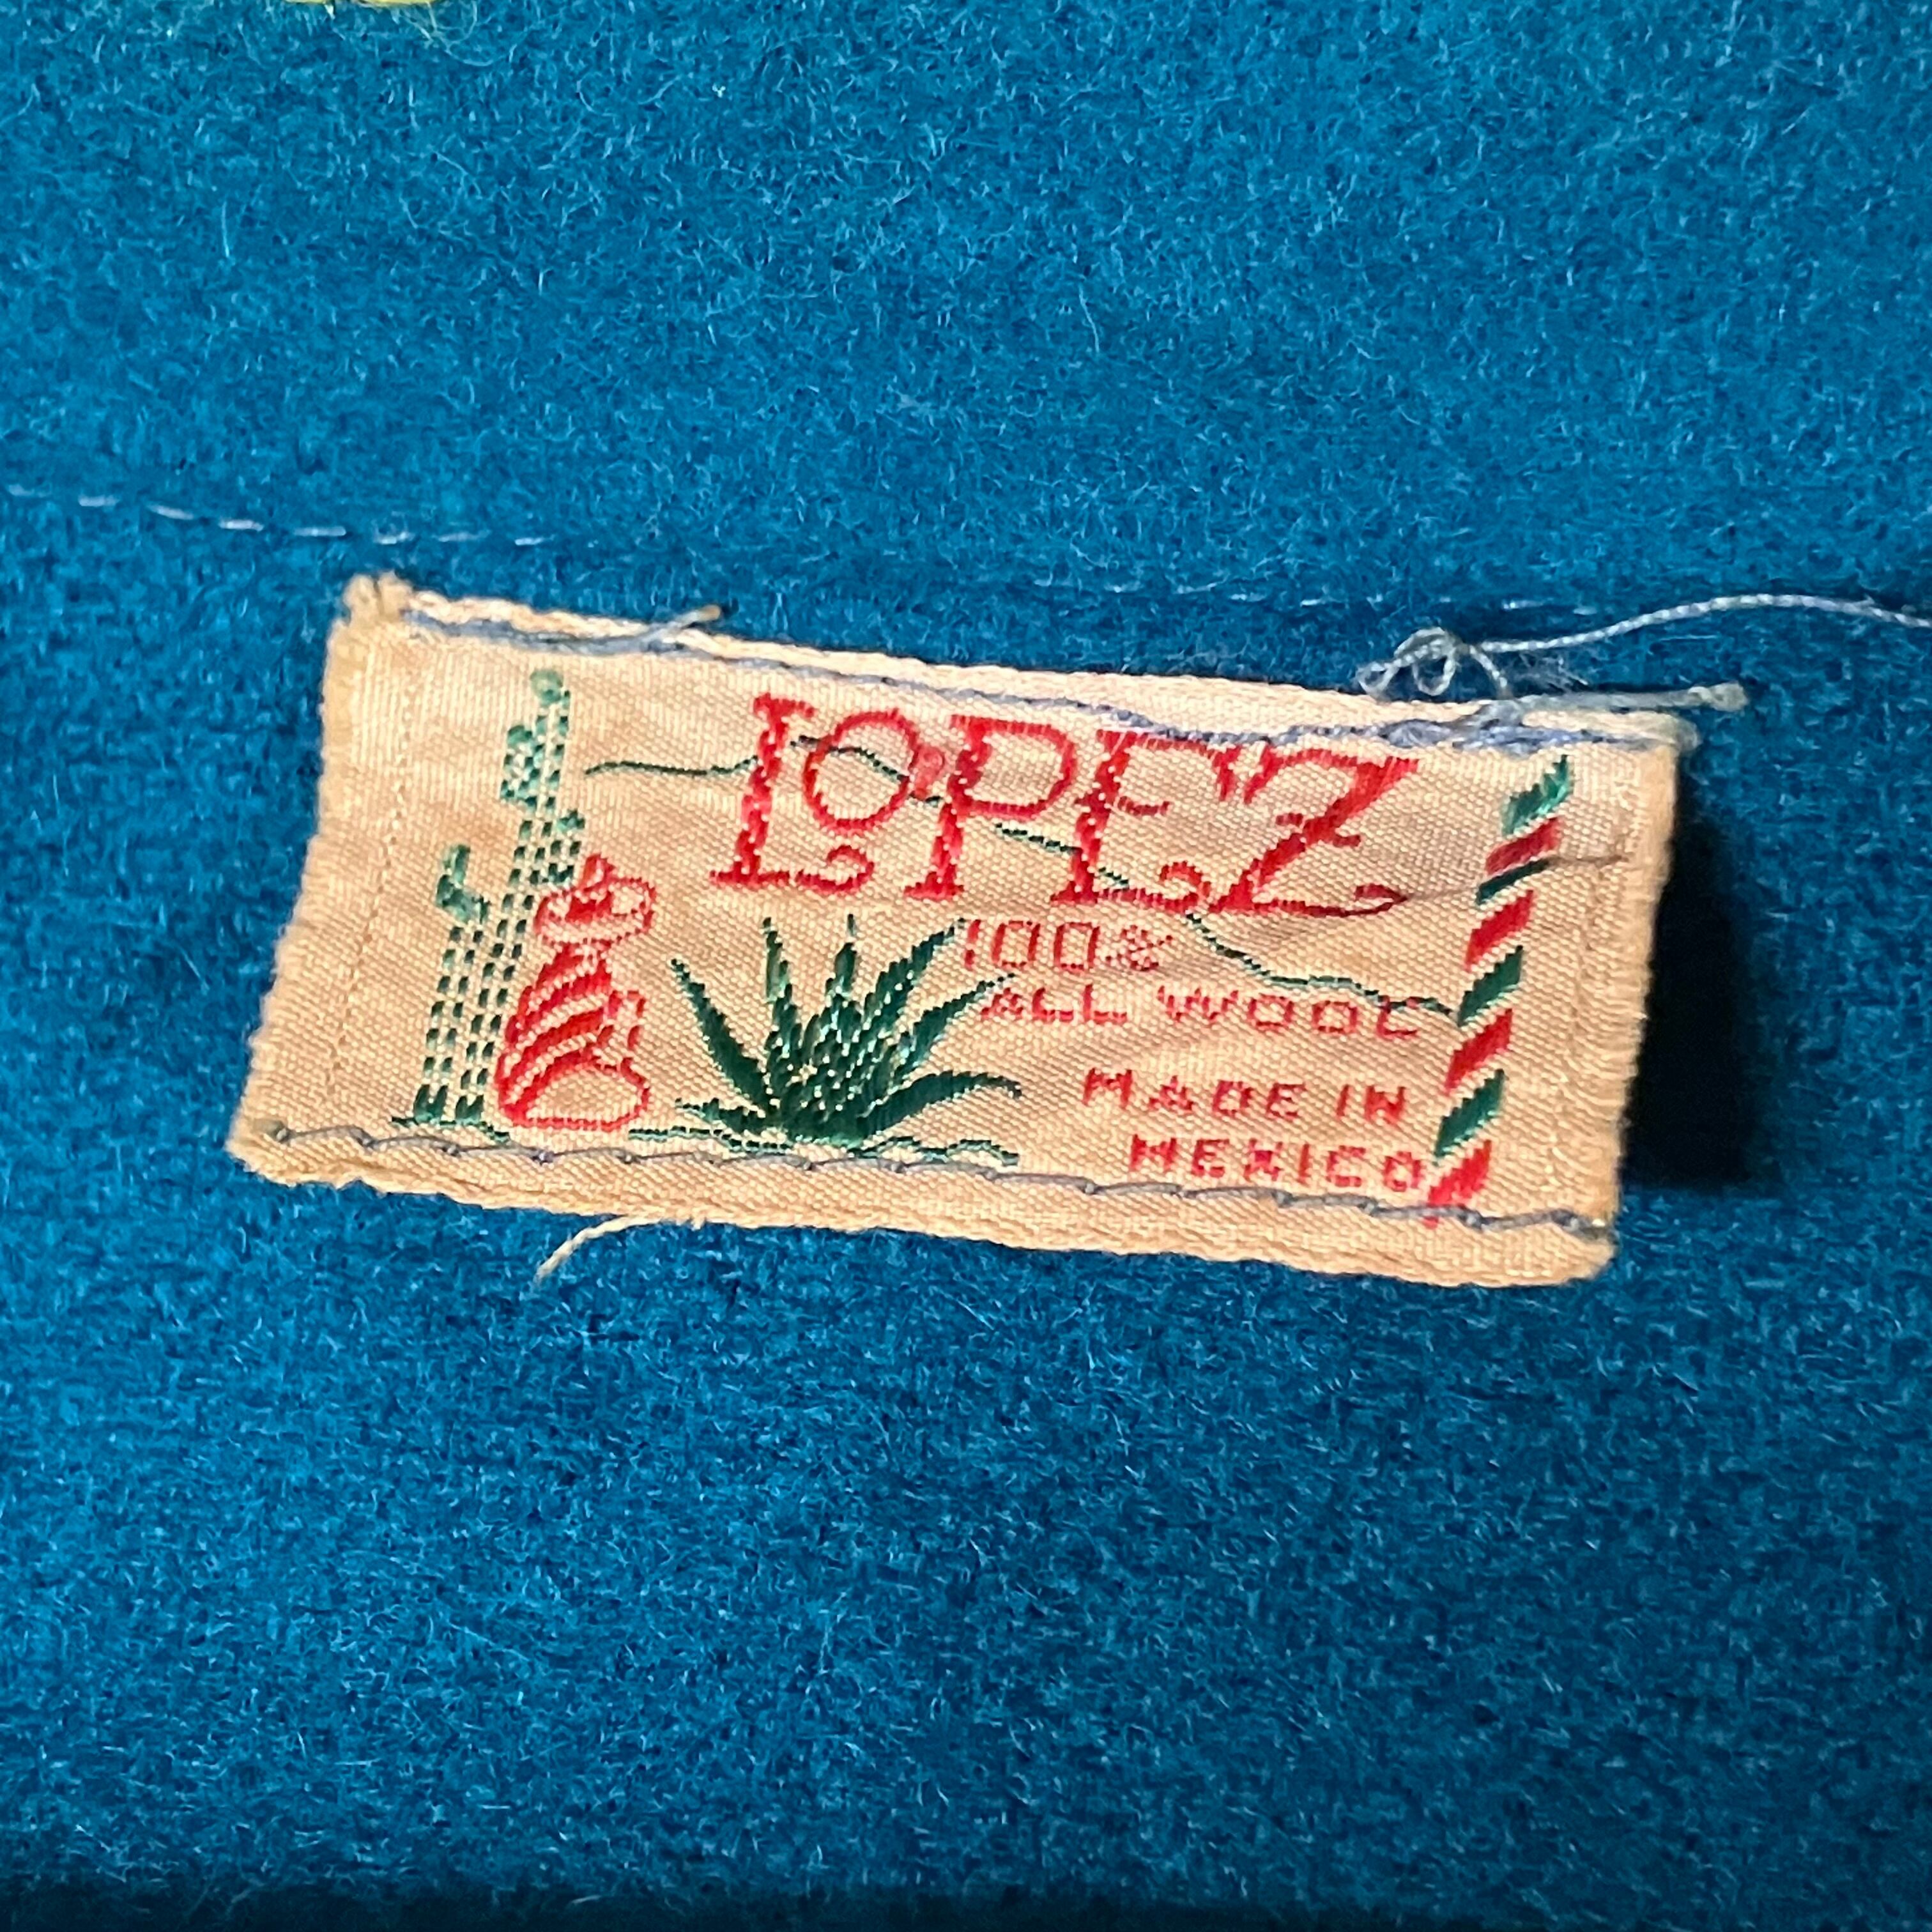 LOPEZ
100%
ALL WOOL
MADE IN
MEXICO